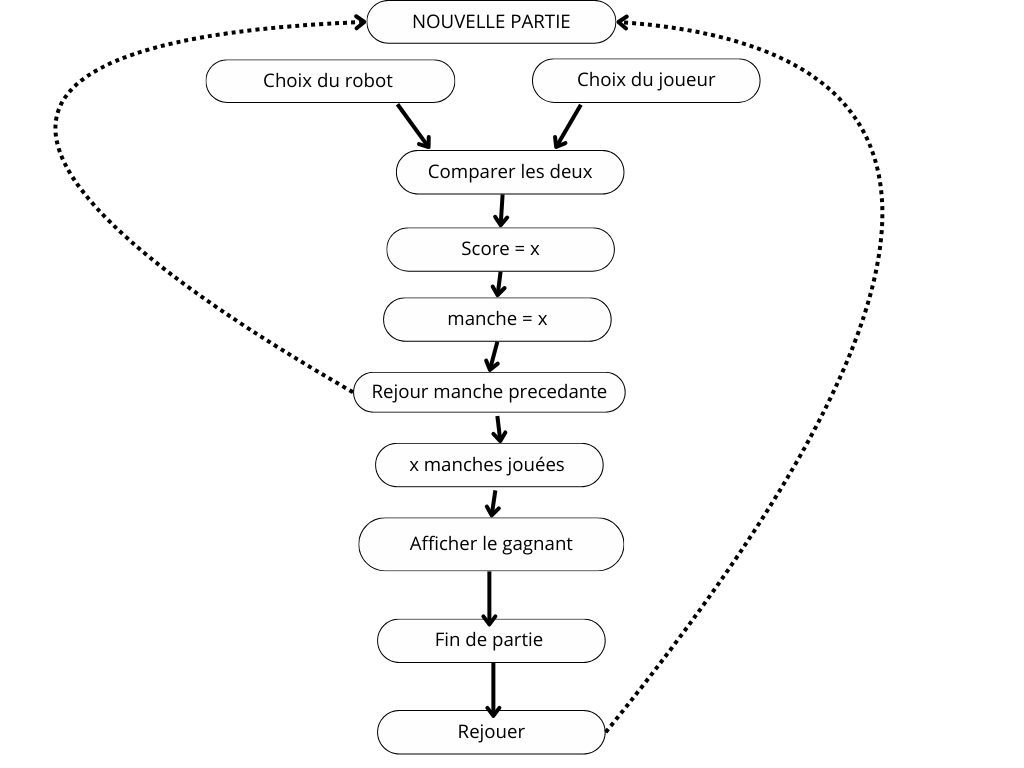 NOUVELLE PARTIE
Choix du robot
Choix du joueur
Comparer les deux
Score = x
manche = x
Rejour manche precedante
x manches jouées
Afficher le gagnant
Fin de partie
Rejouer